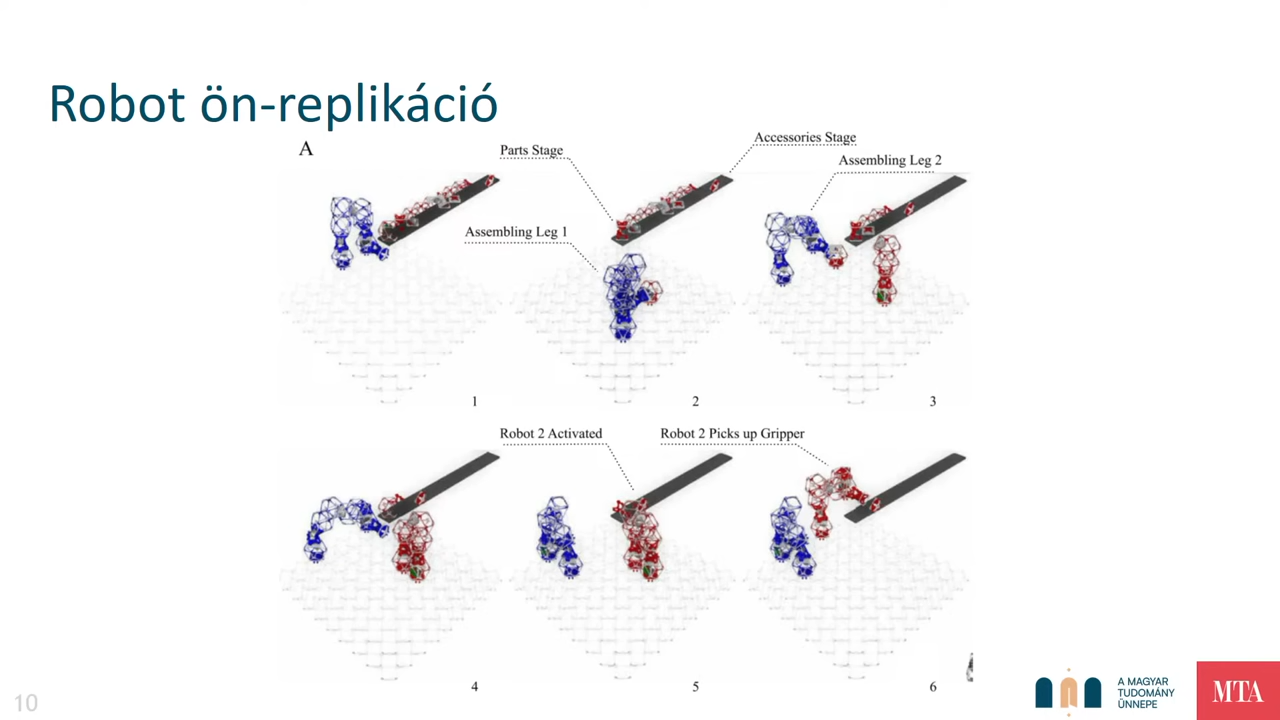 Robot ön-replikáció
A
Parts Stage
Accessories Stage
Assembling Leg 2
Assembling Leg 1
1
2
3
Robot 2 Activated
Robot 2 Picks up Gripper
4
5
6
10
A MAGYAR
TUDOMÁNY
ÜNNEPE
MTA